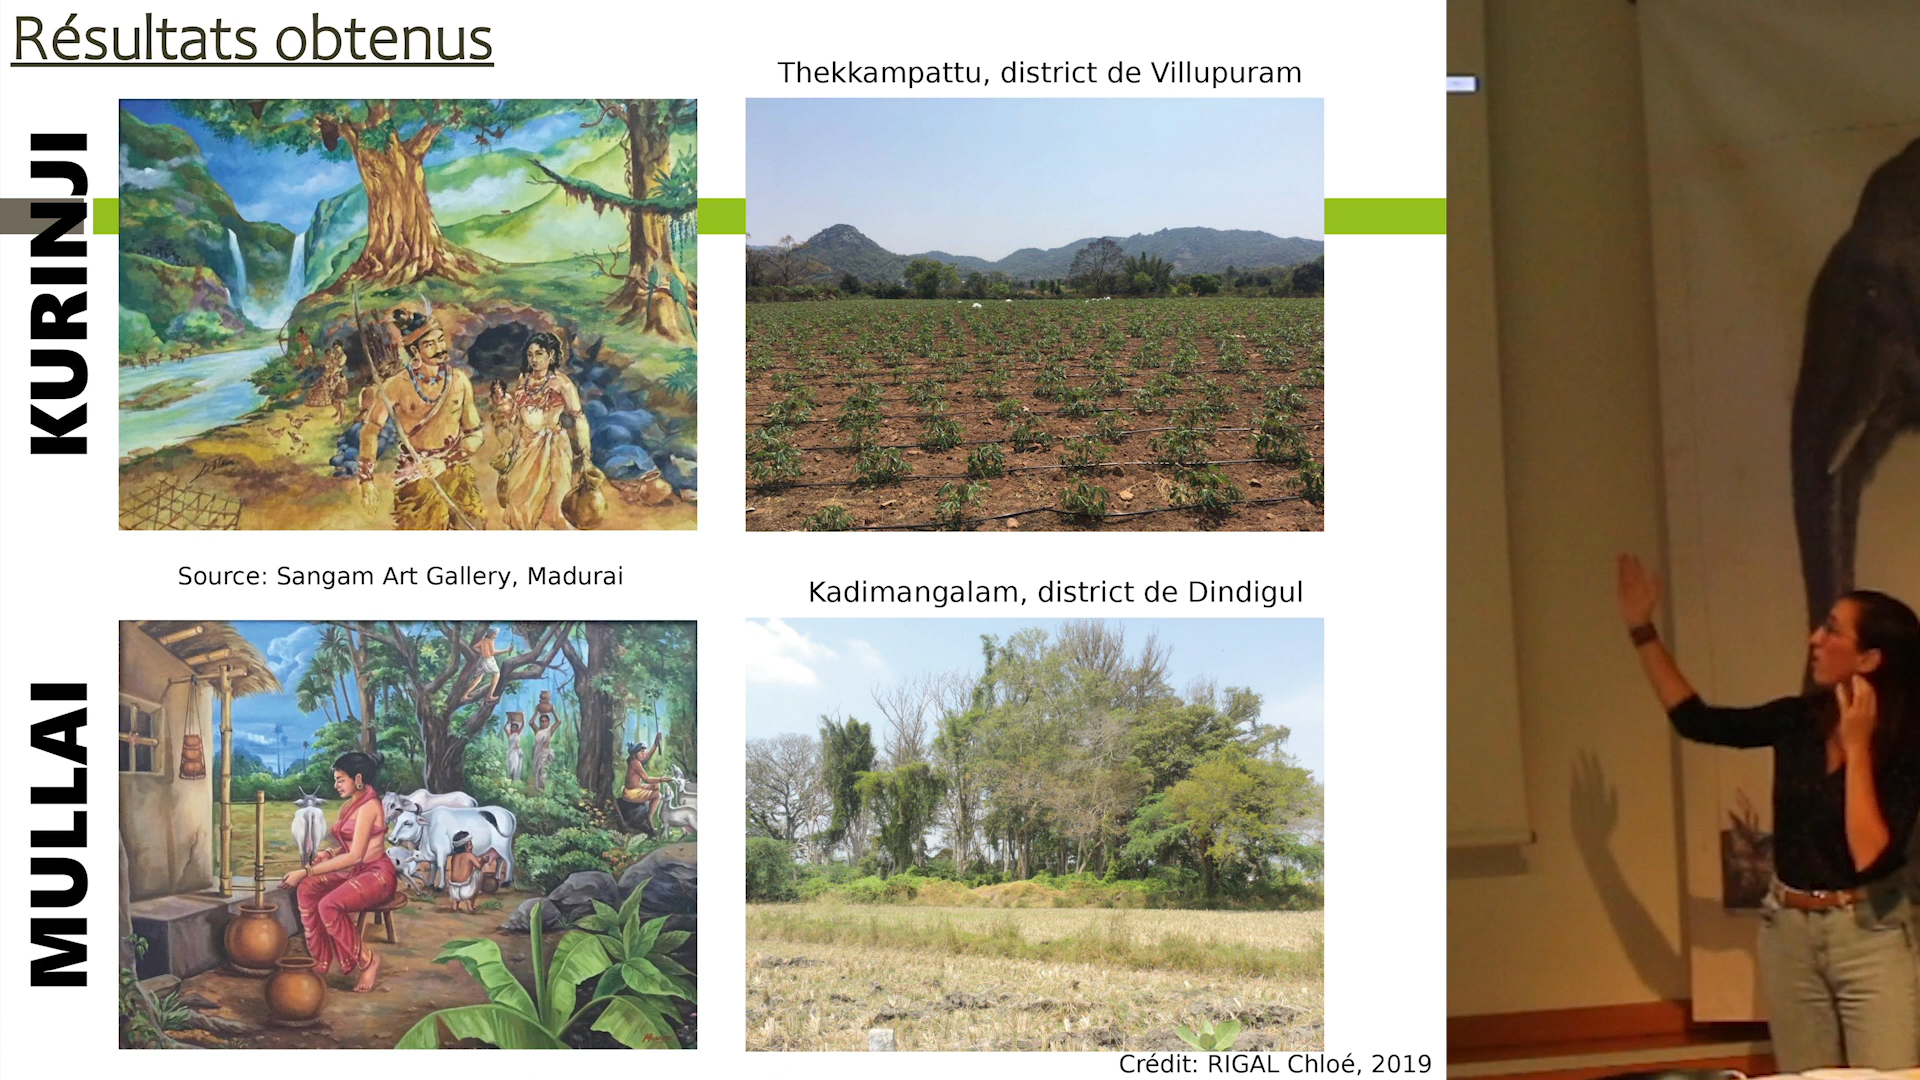 Résultats obtenus
KURINJI
Thekkampattu, district de Villupuram
Source: Sangam Art Gallery, Madurai
MULLAI
Kadimangalam, district de Dindigul
Crédit: RIGAL Chloé, 2019